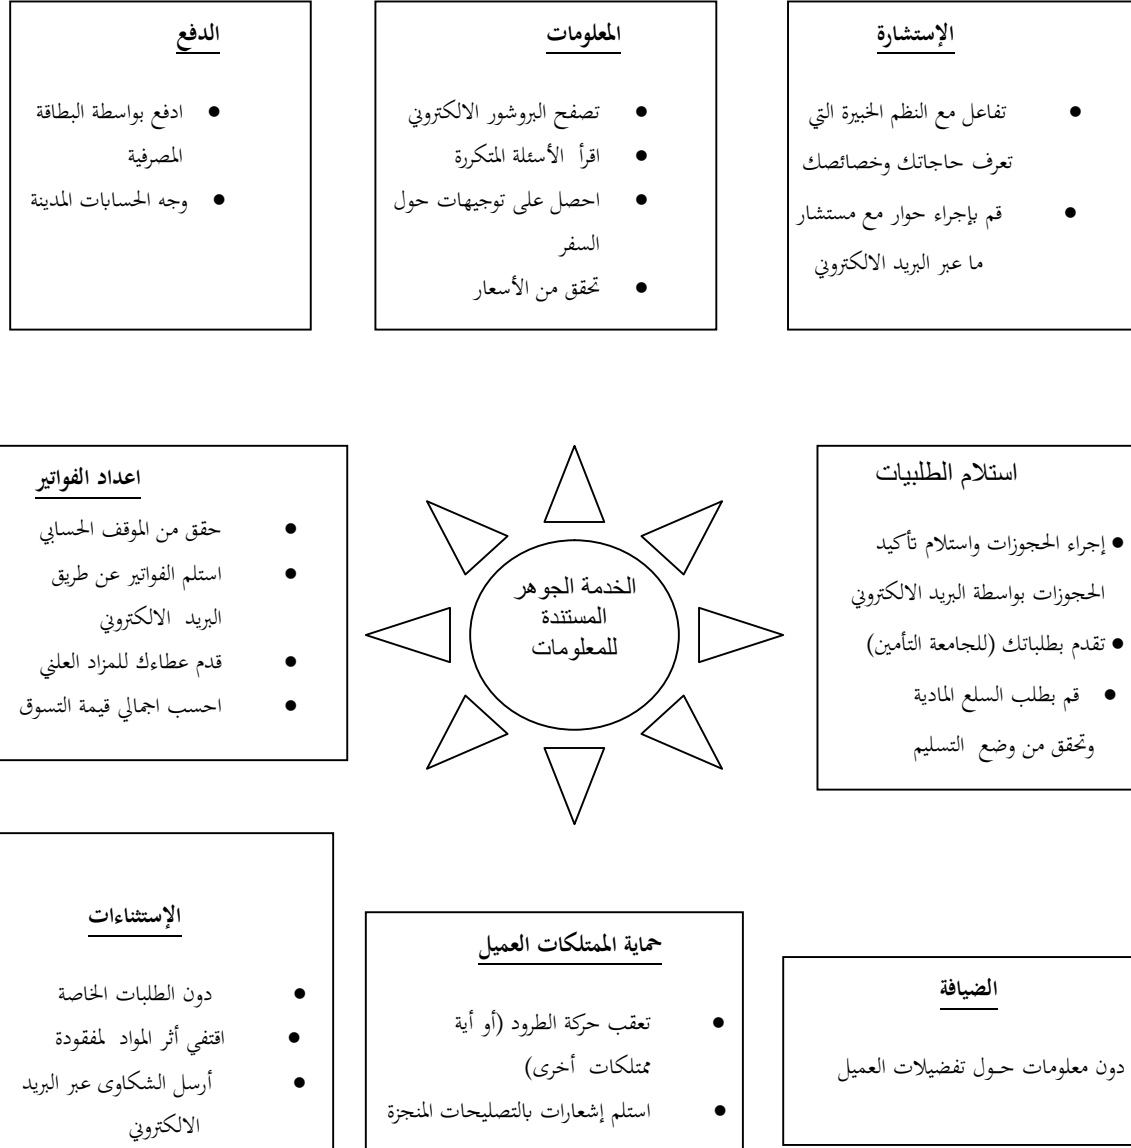 الإستشارة
● تفاعل مع النظم الخبيرة التي
تعرف حاجاتك وخصائصك
● قم بإجراء حوار مع مستشار
ما عبر البريد الالكتروني
المعلومات
● تصفح البروشور الالكتروني
● اقرأ الأسئلة المتكررة
● احصل على توجيهات حول
السفر
● تحقق من الأسعار
الدفع
● ادفع بواسطة البطاقة
المصرفية
● وجه الحسابات المدينة
استلام الطلبيات
● إجراء الحجوزات واستلام تأكيد
الحجوزات بواسطة البريد الالكتروني
● تقدم بطلباتك (للجامعة التأمين)
● قم بطلب السلع المادية
وتحقق من وضع التسليم
الخدمة الجوهر
المستندة
للمعلومات
اعداد الفواتير
● حقق من الموقف الحسابي
● استلم الفواتير عن طريق
البريد الالكتروني
● قدم عطاءك للمزاد العلني
● احسب اجمالي قيمة التسوق
الضيافة
دون معلومات حـول تفضيلات العميل
حماية الممتلكات العميل
● تعقب حركة الطرود (أو أية
ممتلكات أخرى)
● استلم إشعارات بالتصليحات المنجزة
الإستثناءات
● دون الطلبات الخاصة
● اقتفي أثر المواد لمفقودة
● أرسل الشكاوى عبر البريد
الالكتروني